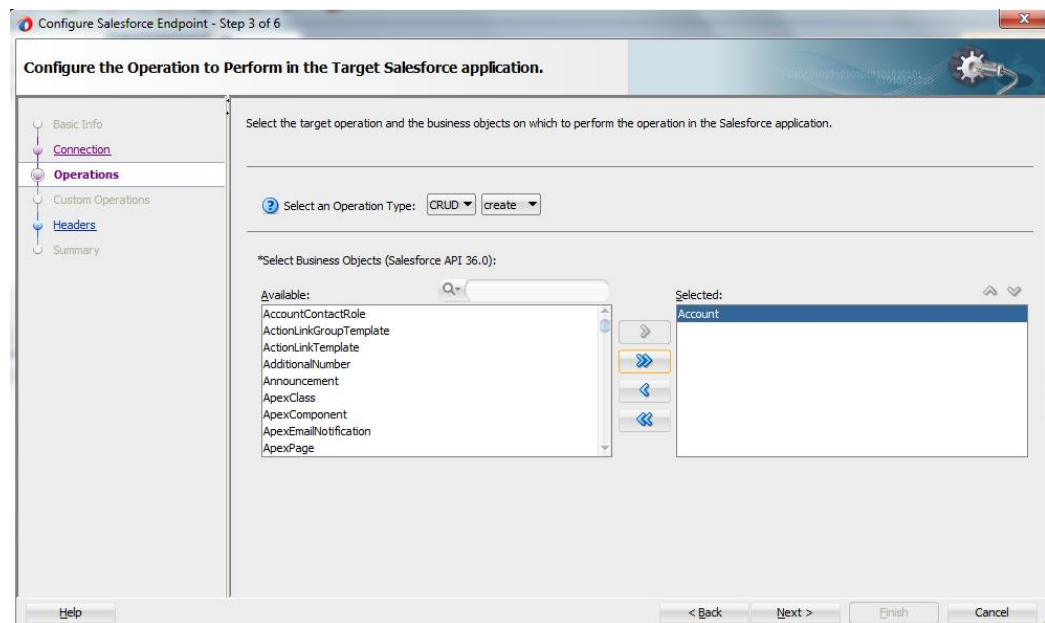 Configure Salesforce Endpoint - Step 3 of 6
Configure the Operation to Perform in the Target Salesforce application.
Basic Info
Connection
Operations
Custom Operations
Headers
Summary
Select the target operation and the business objects on which to perform the operation in the Salesforce application.
Select an Operation Type: CRUD create
*Select Business Objects (Salesforce API 36.0):
Available:
AccountContactRole
ActionLinkGroupTemplate
ActionLinkTemplate
AdditionalNumber
Announcement
ApexClass
ApexComponent
ApexEmailNotification
ApexPage
Selected:
Account
Help
< Back
Next >
Finish
Cancel